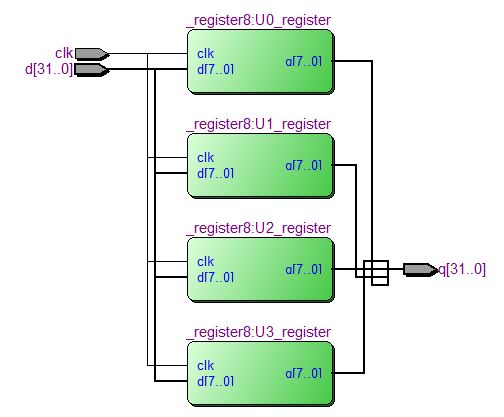 _register8:U0_register
clk
d[31..0]
clk
d[7..0]
q[7..0]
_register8:U1_register
clk
d[7..0]
q[7..0]
_register8:U2_register
clk
d[7..0]
q[7..0]
q[31..0]
_register8:U3_register
clk
d[7..0]
q[7..0]